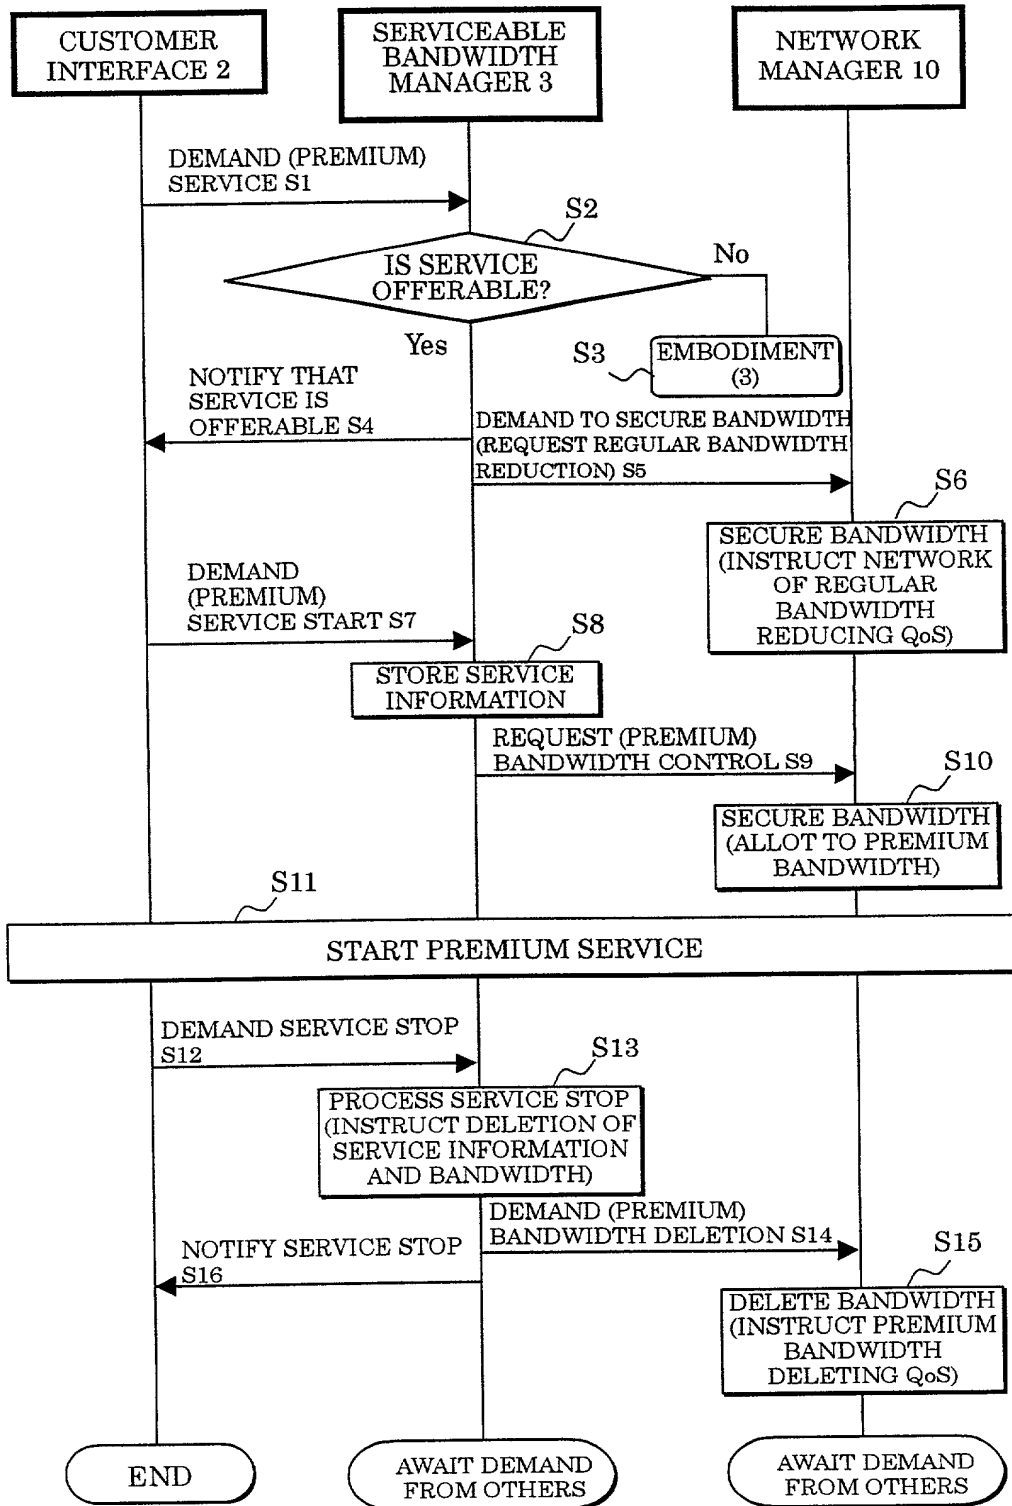 CUSTOMER
INTERFACE 2
SERVICEABLE
BANDWIDTH
MANAGER 3
NETWORK
MANAGER 10
DEMAND (PREMIUM)
SERVICE S1
S2
IS SERVICE
OFFERABLE?
No
Yes
S3
EMBODIMENT
(3)
NOTIFY THAT
SERVICE IS
OFFERABLE S4
DEMAND TO SECURE BANDWIDTH
(REQUEST REGULAR BANDWIDTH
REDUCTION) S5
S6
SECURE BANDWIDTH
(INSTRUCT NETWORK
OF REGULAR
BANDWIDTH
REDUCING QoS)
DEMAND
(PREMIUM)
SERVICE START S7
S8
STORE SERVICE
INFORMATION
REQUEST (PREMIUM)
BANDWIDTH CONTROL S9
S10
SECURE BANDWIDTH
(ALLOT TO PREMIUM
BANDWIDTH)
S11
START PREMIUM SERVICE
DEMAND SERVICE STOP
S12
S13
PROCESS SERVICE STOP
(INSTRUCT DELETION OF
SERVICE INFORMATION
AND BANDWIDTH)
DEMAND (PREMIUM)
BANDWIDTH DELETION S14
NOTIFY SERVICE STOP
S16
S15
DELETE BANDWIDTH
(INSTRUCT PREMIUM
BANDWIDTH
DELETING QoS)
END
AWAIT DEMAND
FROM OTHERS
AWAIT DEMAND
FROM OTHERS